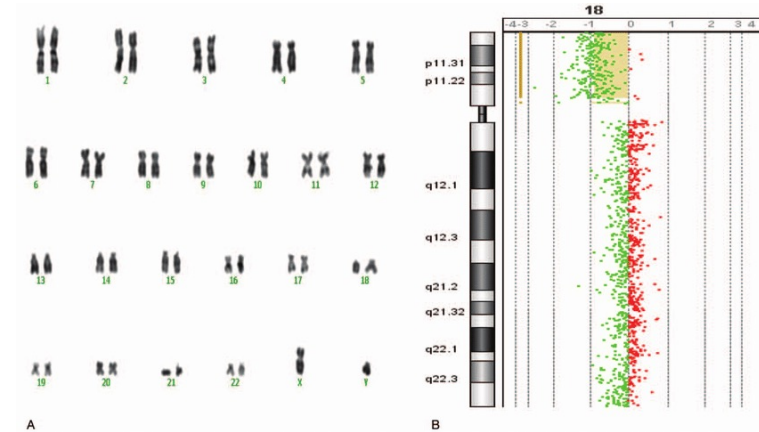 1 2 3 4 5
6 7 8 9 10 11 12
13 14 15 16 17 18
19 20 21 22 X Y
A
18
-4 -3 -2 -1 0 1 2 3 4
p11.31
p11.22
q12.1
q12.3
q21.2
q21.32
q22.1
q22.3
B